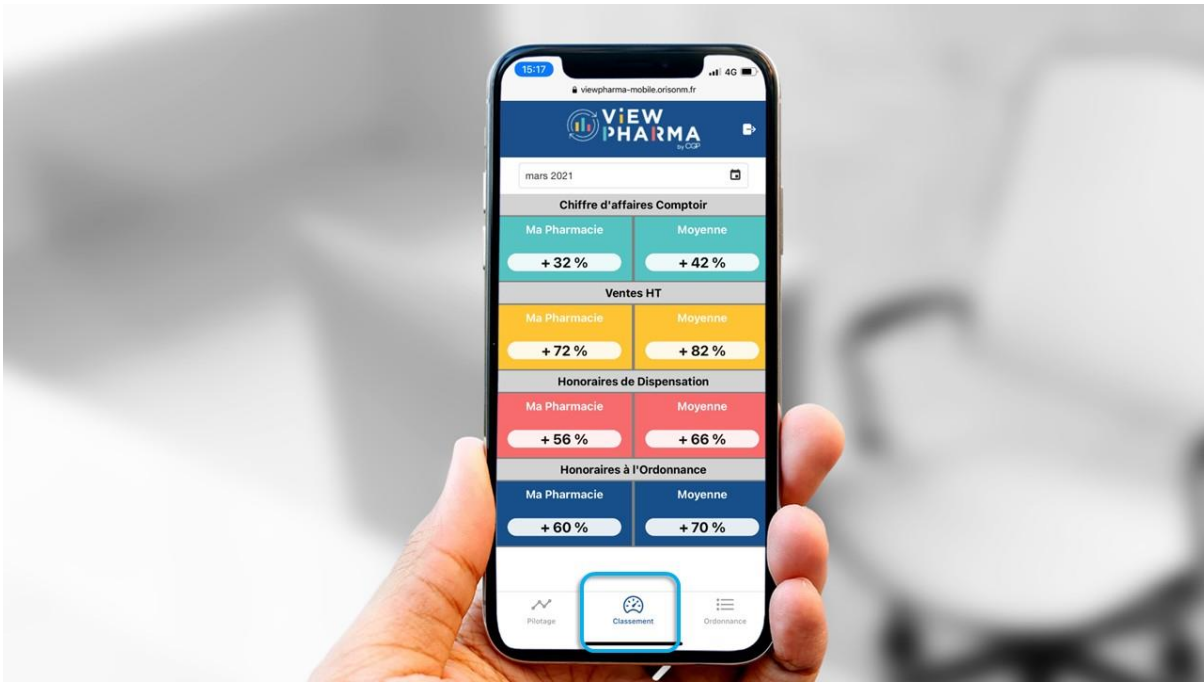 15:17
4G
viewpharma-mobile.orisonm.fr
ViEW
PHARMA
by CGP
mars 2021
Chiffre d'affaires Comptoir
Ma Pharmacie Moyenne
+ 32 % + 42 %
Ventes HT
Ma Pharmacie Moyenne
+ 72 % + 82 %
Honoraires de Dispensation
Ma Pharmacie Moyenne
+ 56 % + 66 %
Honoraires à l'Ordonnance
Ma Pharmacie Moyenne
+ 60 % + 70 %
Pilotage Classement Ordonnance